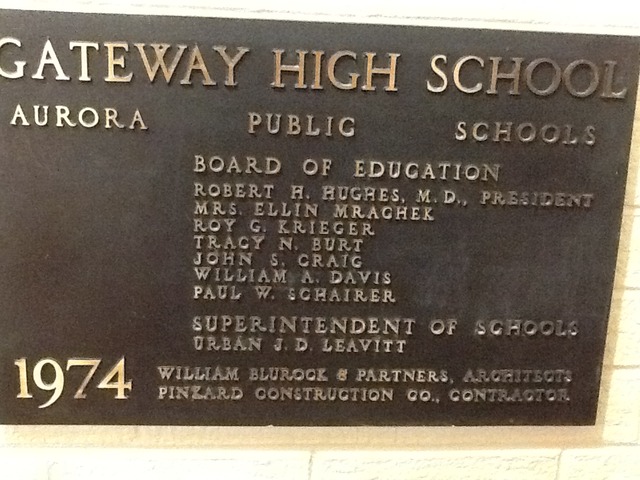 GATEWAY HIGH SCHOOL
AURORA PUBLIC SCHOOLS
BOARD OF EDUCATION
ROBERT H. HUGHES, M.D., PRESIDENT
MRS. ELLIN MRACHEK
ROY G. KRIEGER
TRACY N. BURT
JOHN S. CRAIG
WILLIAM A. DAVIS
PAUL W. SCHAIRER
SUPERINTENDENT OF SCHOOLS
URBAN J. D. LEAVITT
1974
WILLIAM BLUROCK & PARTNERS, ARCHITECTS
PINKARD CONSTRUCTION CO., CONTRACTOR